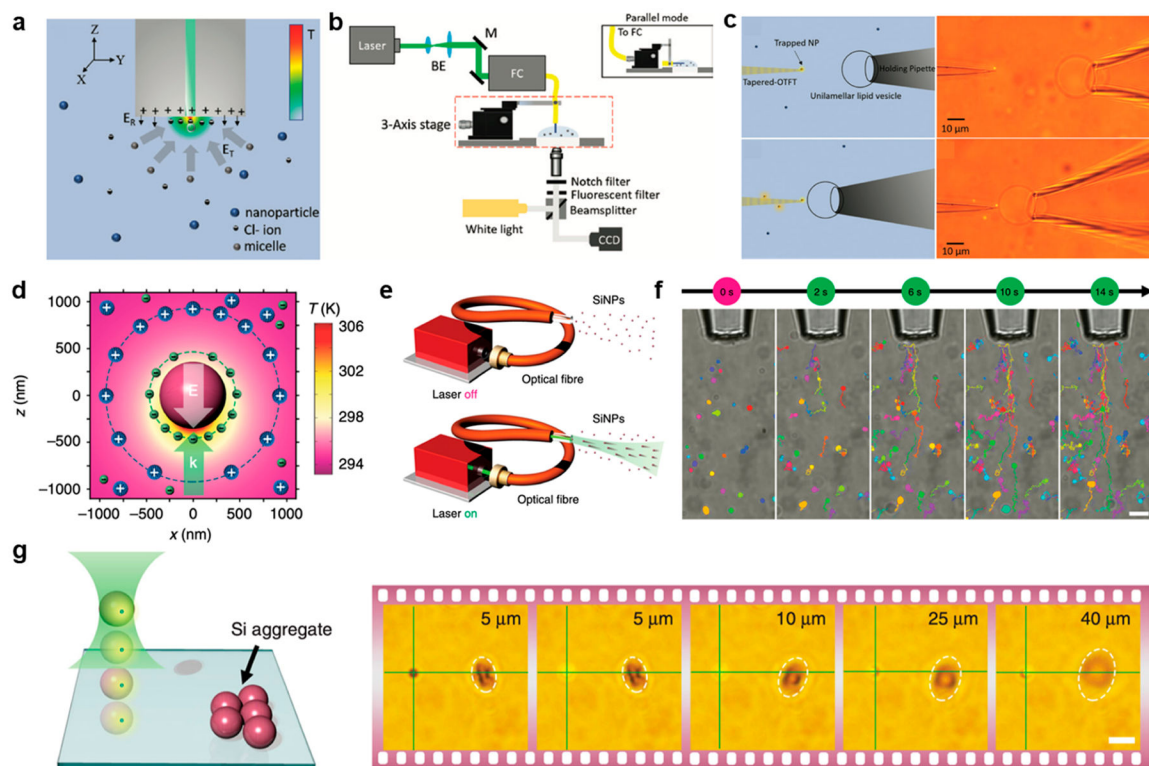 a
Z
Y
X
T
E_R
E_T
nanoparticle
Cl- ion
micelle
b
Laser
BE
M
FC
Parallel mode
To FC
3-Axis stage
Notch filter
Fluorescent filter
Beamsplitter
White light
CCD
c
Trapped NP
Holding Pipette
Tapered-OTFT
Unilamellar lipid vesicle
10 μm
10 μm
10 μm
10 μm
d
T (K)
306
302
298
294
1000
500
0
−500
−1000
z (nm)
E
k
−1000
−500
0
500
1000
x (nm)
e
SiNPs
Optical fibre
Laser off
SiNPs
Optical fibre
Laser on
f
0 s
2 s
6 s
10 s
14 s
g
Si aggregate
5 μm
5 μm
10 μm
25 μm
40 μm